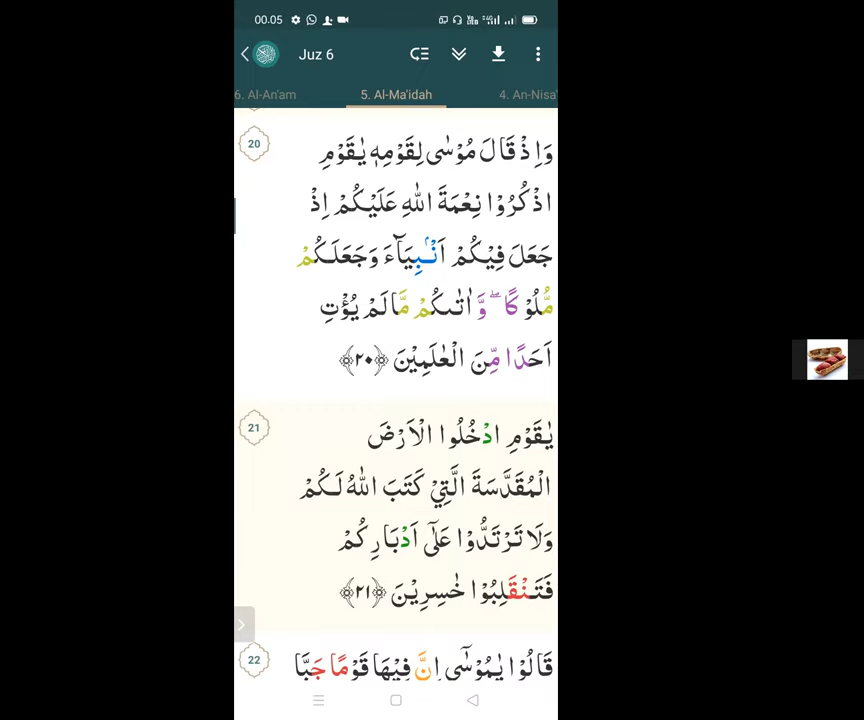 00.05
Juz 6
6. Al-An'am 5. Al-Ma'idah 4. An-Nisa'
20
وَاِذْ قَالَ مُوْسٰى لِقَوْمِهٖ يٰقَوْمِ
اذْكُرُوْا نِعْمَةَ اللّٰهِ عَلَيْكُمْ اِذْ
جَعَلَ فِيْكُمْ اَنْۢبِيَاۤءَ وَجَعَلَكُمْ
مُّلُوْكًاۖ وَّاٰتٰىكُمْ مَّا لَمْ يُؤْتِ
اَحَدًا مِّنَ الْعٰلَمِيْنَ ﴿٢٠﴾
21
يٰقَوْمِ ادْخُلُوا الْاَرْضَ
الْمُقَدَّسَةَ الَّتِيْ كَتَبَ اللّٰهُ لَكُمْ
وَلَا تَرْتَدُّوْا عَلٰٓى اَدْبَارِكُمْ
فَتَنْقَلِبُوْا خٰسِرِيْنَ ﴿٢١﴾
22
قَالُوْا يٰمُوْسٰٓى اِنَّ فِيْهَا قَوْمًا جَبَّا